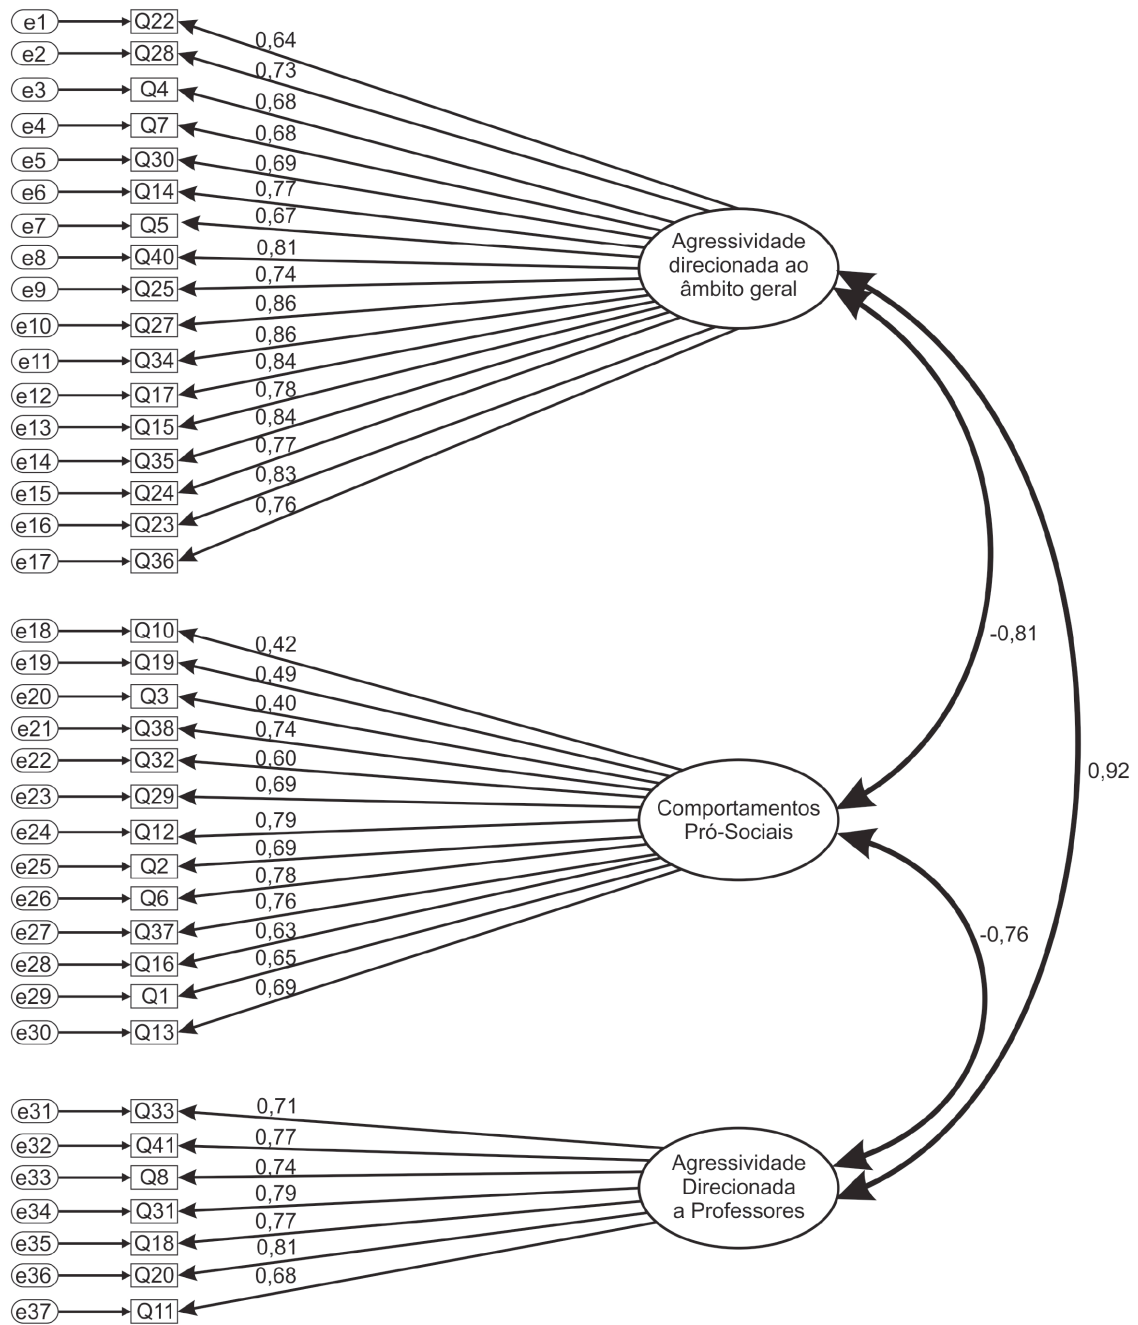 e1 Q22 0,64
e2 Q28 0,73
e3 Q4 0,68
e4 Q7 0,68
e5 Q30 0,69
e6 Q14 0,77
e7 Q5 0,67
e8 Q40 0,81
e9 Q25 0,74
e10 Q27 0,86
e11 Q34 0,86
e12 Q17 0,84
e13 Q15 0,78
e14 Q35 0,84
e15 Q24 0,77
e16 Q23 0,83
e17 Q36 0,76
Agressividade
direcionada ao
âmbito geral
-0,81
0,92
e18 Q10 0,42
e19 Q19 0,49
e20 Q3 0,40
e21 Q38 0,74
e22 Q32 0,60
e23 Q29 0,69
e24 Q12 0,79
e25 Q2 0,69
e26 Q6 0,78
e27 Q37 0,76
e28 Q16 0,63
e29 Q1 0,65
e30 Q13 0,69
Comportamentos
Pró-Sociais
-0,76
e31 Q33 0,71
e32 Q41 0,77
e33 Q8 0,74
e34 Q31 0,79
e35 Q18 0,77
e36 Q20 0,81
e37 Q11 0,68
Agressividade
Direcionada
a Professores